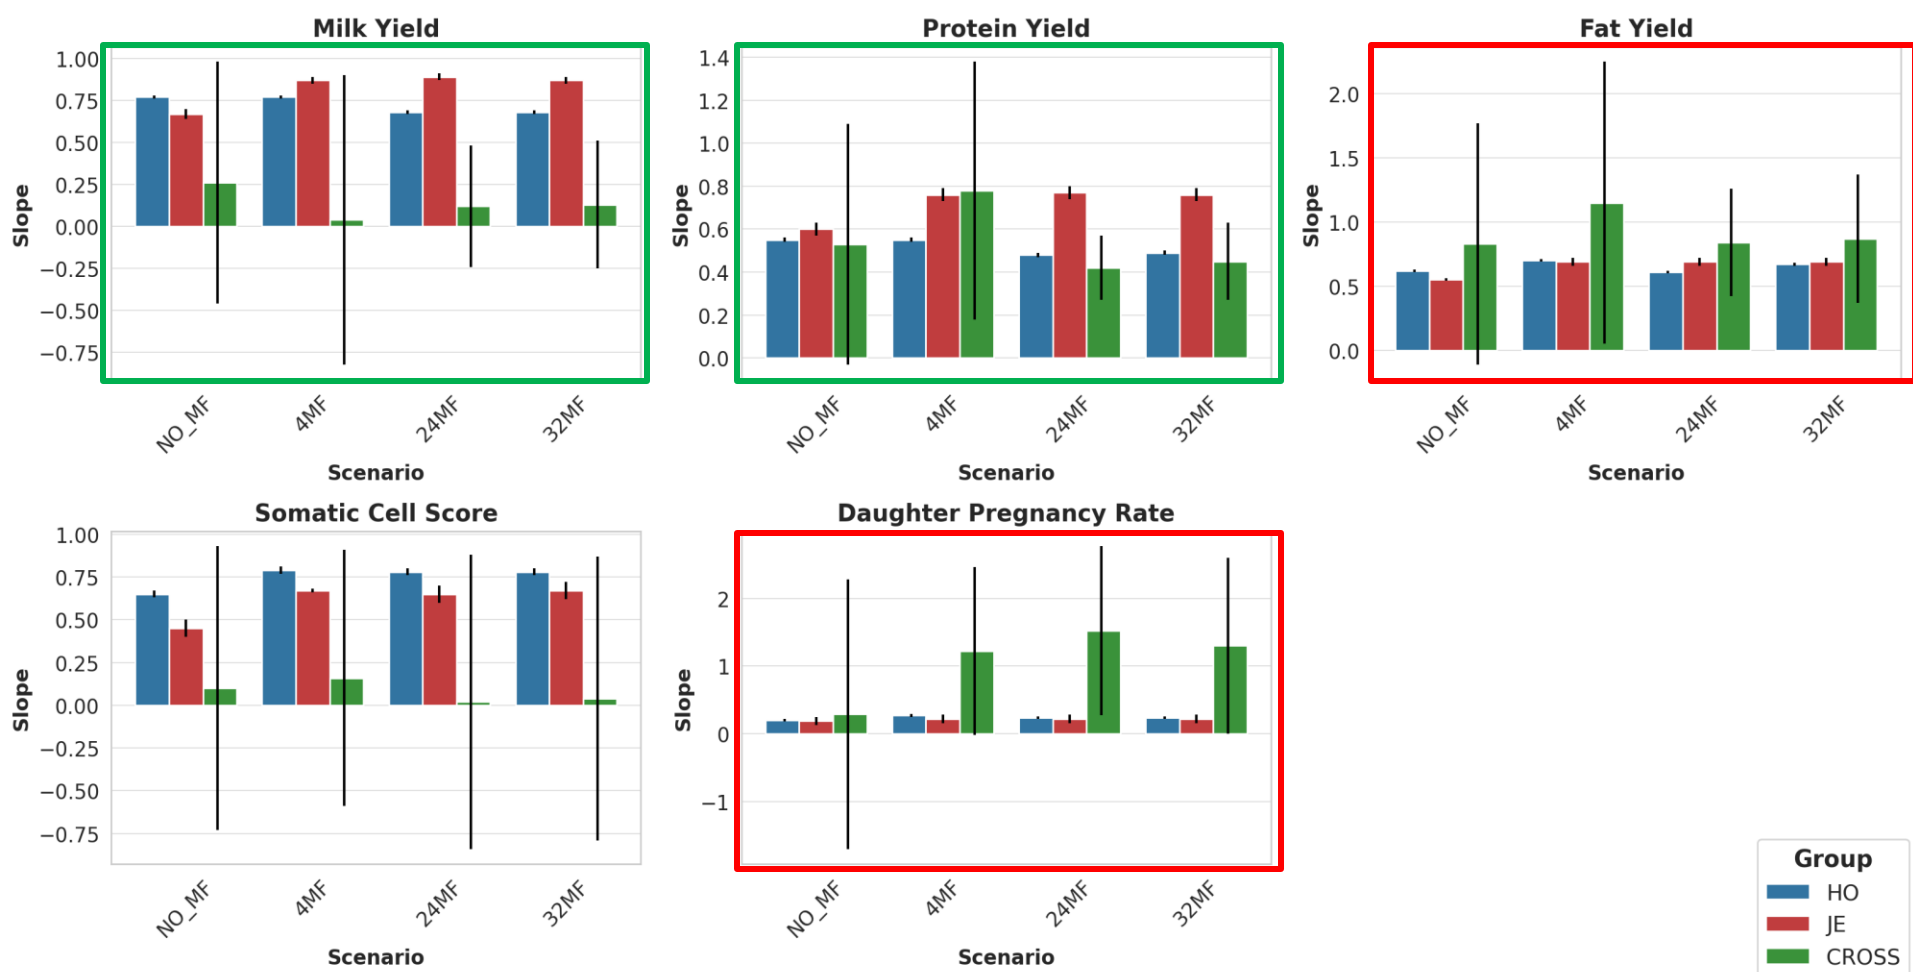 Milk Yield
1.00
0.75
0.50
0.25
0.00
−0.25
−0.50
−0.75
Slope
NO_MF 4MF 24MF 32MF
Scenario
Protein Yield
1.4
1.2
1.0
0.8
0.6
0.4
0.2
0.0
Slope
NO_MF 4MF 24MF 32MF
Scenario
Fat Yield
2.0
1.5
1.0
0.5
0.0
Slope
NO_MF 4MF 24MF 32MF
Scenario
Somatic Cell Score
1.00
0.75
0.50
0.25
0.00
−0.25
−0.50
−0.75
Slope
NO_MF 4MF 24MF 32MF
Scenario
Daughter Pregnancy Rate
2
1
0
−1
Slope
NO_MF 4MF 24MF 32MF
Scenario
Group
HO
JE
CROSS